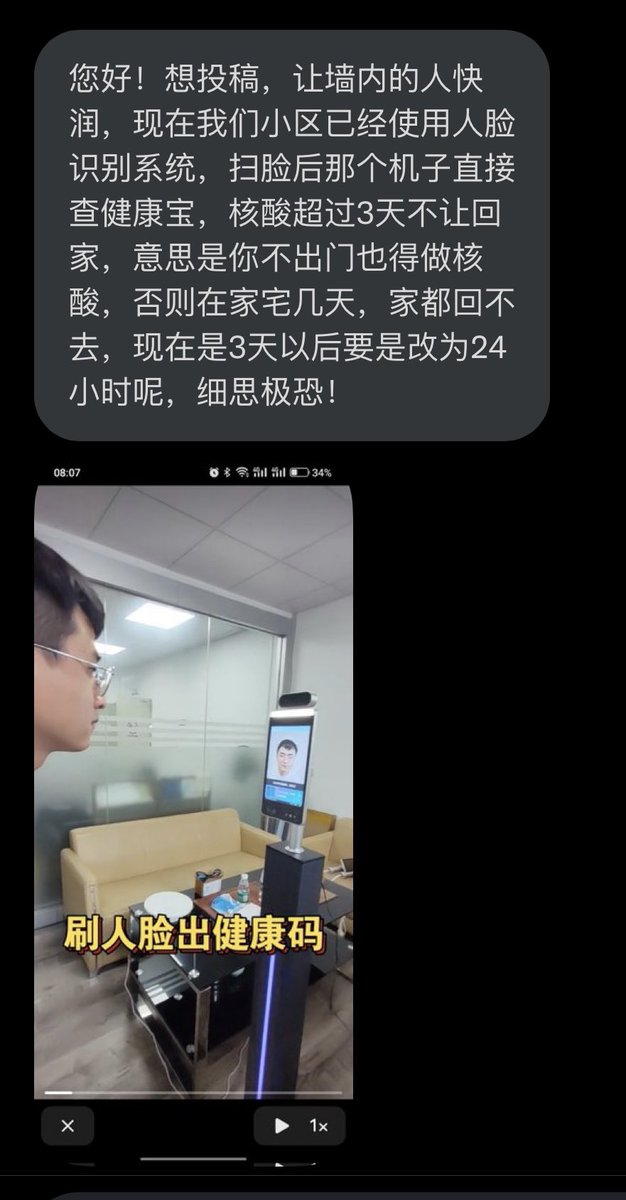 您好！想投稿，让墙内的人快
润，现在我们小区已经使用人脸
识别系统，扫脸后那个机子直接
查健康宝，核酸超过3天不让回
家，意思是你不出门也得做核
酸，否则在家宅几天，家都回不
去，现在是3天以后要是改为24
小时呢，细思极恐！
08:07
34%
刷人脸出健康码
1×